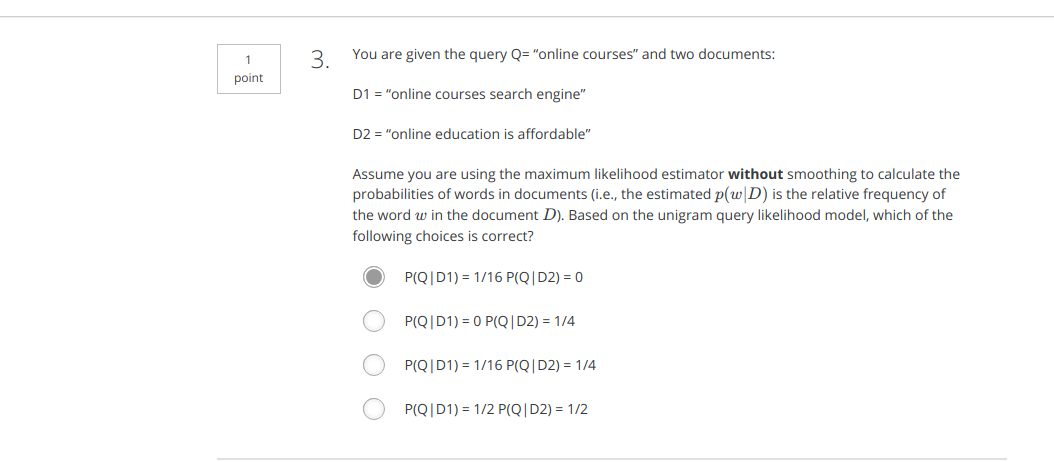 1
point
3.
You are given the query Q= “online courses” and two documents:
D1 = “online courses search engine”
D2 = “online education is affordable”
Assume you are using the maximum likelihood estimator without smoothing to calculate the
probabilities of words in documents (i.e., the estimated p(w|D) is the relative frequency of
the word w in the document D). Based on the unigram query likelihood model, which of the
following choices is correct?
P(Q|D1) = 1/16 P(Q|D2) = 0
P(Q|D1) = 0 P(Q|D2) = 1/4
P(Q|D1) = 1/16 P(Q|D2) = 1/4
P(Q|D1) = 1/2 P(Q|D2) = 1/2